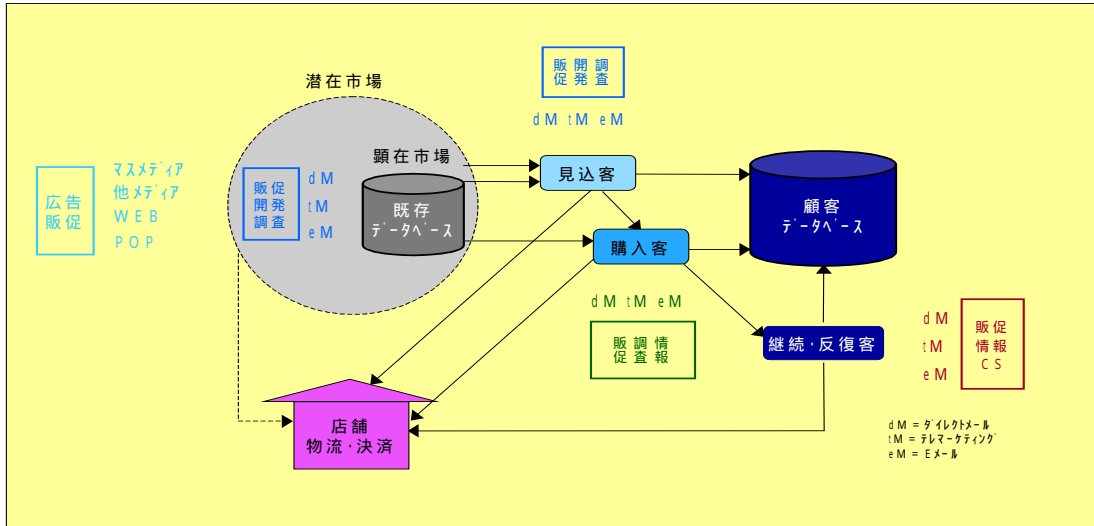 潜在市場
販開調
促発査
dM tM eM
顕在市場
広告
販促
マスメディア
他メディア
WEB
POP
販促
開発
調査
dM
tM
eM
既存
データベース
見込客
購入客
顧客
データベース
dM tM eM
販調情
促査報
継続・反復客
dM
tM
eM
販促
情報
CS
店舗
物流・決済
dM = ダイレクトメール
tM = テレマーケティング
eM = Eメール